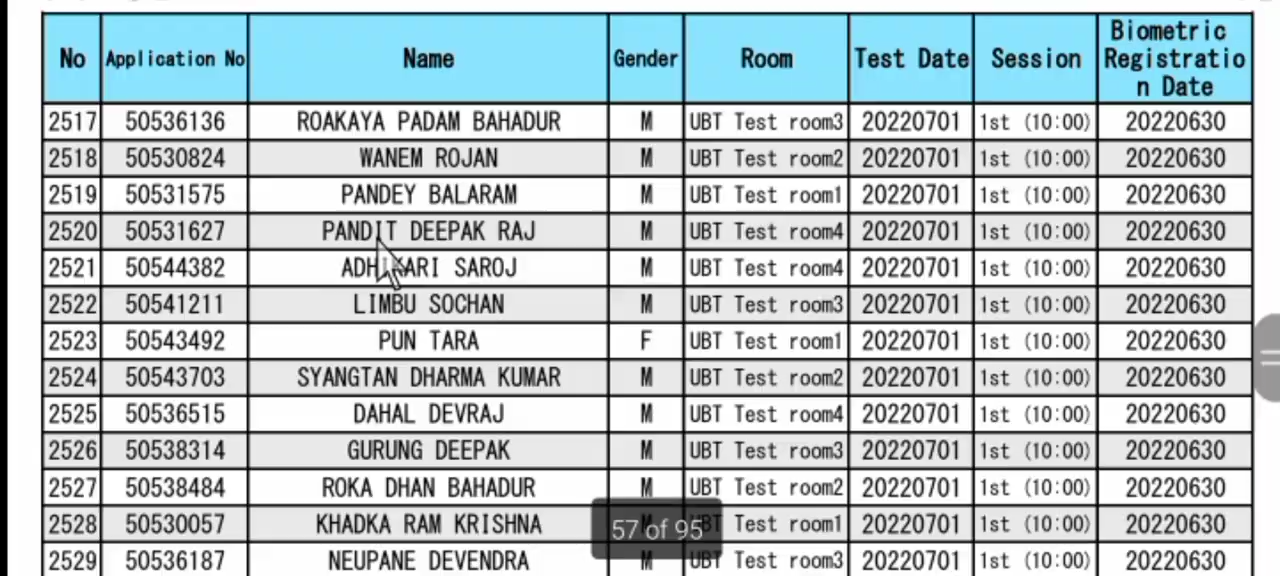 No Application No Name Gender Room Test Date Session Biometric Registratio n Date
2517 50536136 ROAKAYA PADAM BAHADUR M UBT Test room3 20220701 1st (10:00) 20220630
2518 50530824 WANEM ROJAN M UBT Test room2 20220701 1st (10:00) 20220630
2519 50531575 PANDEY BALARAM M UBT Test room1 20220701 1st (10:00) 20220630
2520 50531627 PANDIT DEEPAK RAJ M UBT Test room4 20220701 1st (10:00) 20220630
2521 50544382 ADHIKARI SAROJ M UBT Test room4 20220701 1st (10:00) 20220630
2522 50541211 LIMBU SOCHAN M UBT Test room3 20220701 1st (10:00) 20220630
2523 50543492 PUN TARA F UBT Test room1 20220701 1st (10:00) 20220630
2524 50543703 SYANGTAN DHARMA KUMAR M UBT Test room2 20220701 1st (10:00) 20220630
2525 50536515 DAHAL DEVRAJ M UBT Test room4 20220701 1st (10:00) 20220630
2526 50538314 GURUNG DEEPAK M UBT Test room3 20220701 1st (10:00) 20220630
2527 50538484 ROKA DHAN BAHADUR M UBT Test room2 20220701 1st (10:00) 20220630
2528 50530057 KHADKA RAM KRISHNA M UBT Test room1 20220701 1st (10:00) 20220630
57 of 95
2529 50536187 NEUPANE DEVENDRA M UBT Test room3 20220701 1st (10:00) 20220630